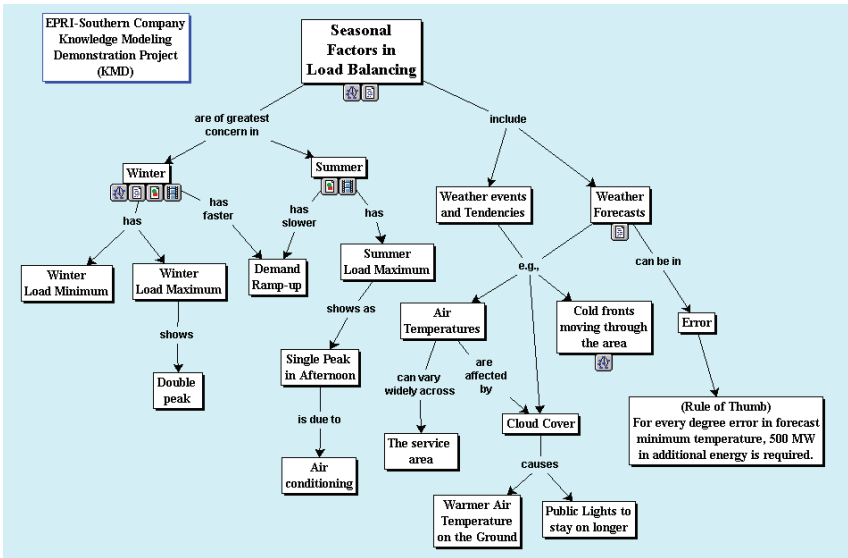 EPRI-Southern Company
Knowledge Modeling
Demonstration Project
(KMD)
Seasonal
Factors in
Load Balancing
are of greatest
concern in
include
Winter
Summer
Weather events
and Tendencies
Weather
Forecasts
has
has
faster
has
slower
has
can be in
Winter
Load Minimum
Winter
Load Maximum
Demand
Ramp-up
Summer
Load Maximum
e.g.,
shows
shows as
Air
Temperatures
Cold fronts
moving through
the area
Error
Double
peak
Single Peak
in Afternoon
can vary
widely across
are
affected
by
is due to
The service
area
Cloud Cover
(Rule of Thumb)
For every degree error in forecast
minimum temperature, 500 MW
in additional energy is required.
Air
conditioning
causes
Warmer Air
Temperature
on the Ground
Public Lights to
stay on longer